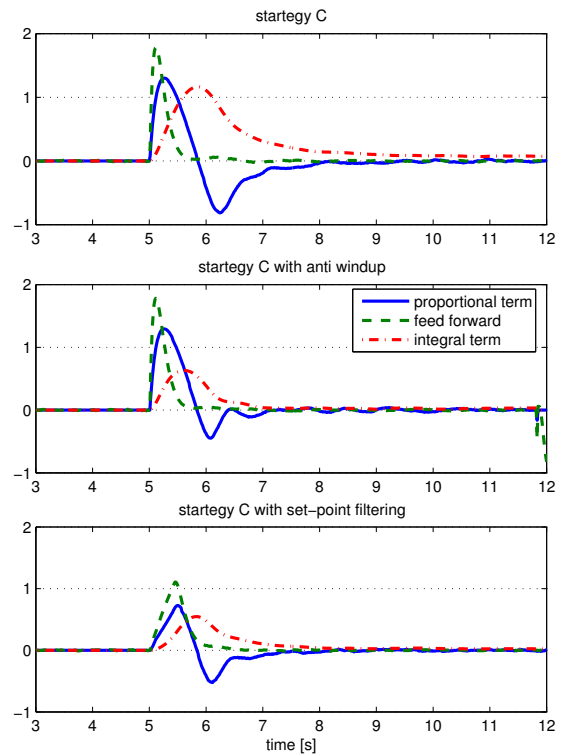 startegy C
2
1
0
−1
3 4 5 6 7 8 9 10 11 12
startegy C with anti windup
2
proportional term
feed forward
integral term
1
0
−1
3 4 5 6 7 8 9 10 11 12
startegy C with set−point filtering
2
1
0
−1
3 4 5 6 7 8 9 10 11 12
time [s]